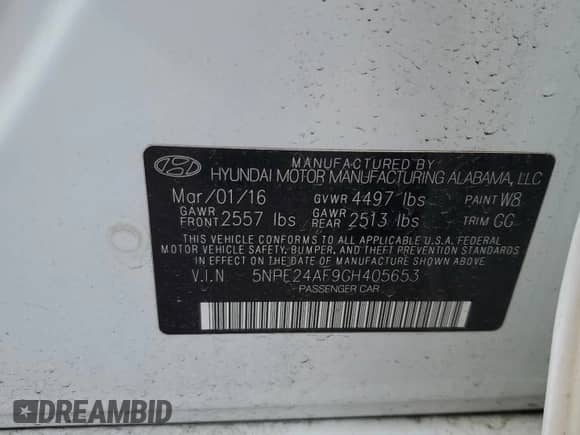 MANUFACTURED BY
HYUNDAI MOTOR MANUFACTURING ALABAMA, LLC
Mar/01/16 GVWR 4497 lbs PAINT W8
GAWR FRONT 2557 lbs GAWR REAR 2513 lbs TRIM GG
THIS VEHICLE CONFORMS TO ALL APPLICABLE U.S.A. FEDERAL
MOTOR VEHICLE SAFETY, BUMPER, AND THEFT PREVENTION STANDARDS
IN EFFECT ON THE DATE OF MANUFACTURE SHOWN ABOVE.
V.I.N 5NPE24AF9GH405653
PASSENGER CAR
DREAMBID